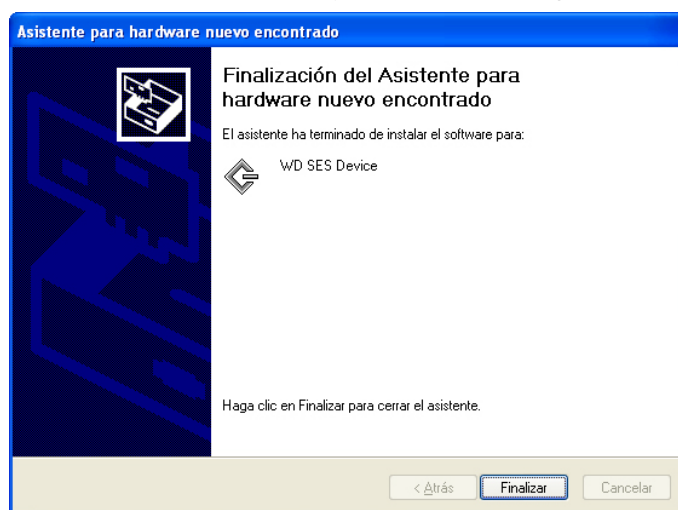 Asistente para hardware nuevo encontrado
Finalización del Asistente para
hardware nuevo encontrado
El asistente ha terminado de instalar el software para:
WD SES Device
Haga clic en Finalizar para cerrar el asistente.
< Atrás Finalizar Cancelar